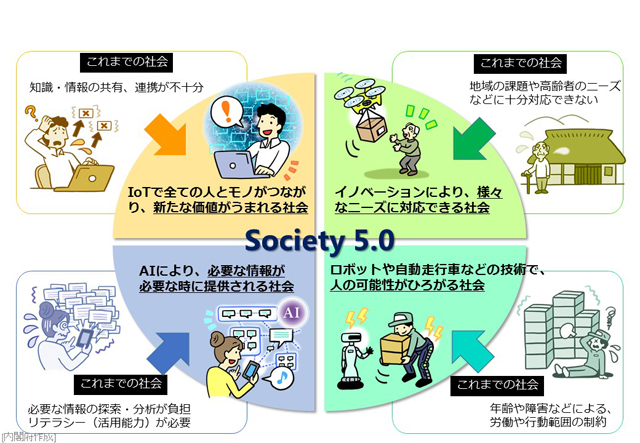 これまでの社会
知識・情報の共有、連携が不十分
これまでの社会
地域の課題や高齢者のニーズ
などに十分対応できない
IoTで全ての人とモノがつなが
り、新たな価値がうまれる社会
イノベーションにより、様々
なニーズに対応できる社会
Society 5.0
AIにより、必要な情報が
必要な時に提供される社会
ロボットや自動走行車などの技術で、
人の可能性がひろがる社会
AI
これまでの社会
必要な情報の探索・分析が負担
リテラシー（活用能力）が必要
これまでの社会
年齢や障害などによる、
労働や行動範囲の制約
[内閣府作成]